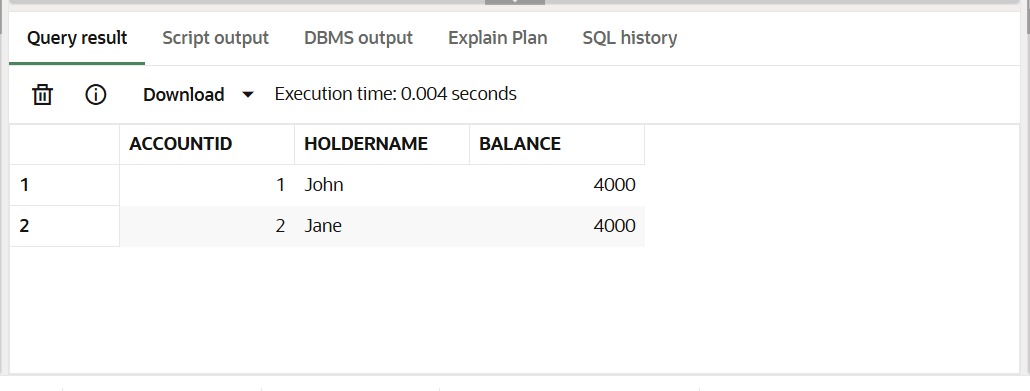 Query result Script output DBMS output Explain Plan SQL history
Download Execution time: 0.004 seconds
ACCOUNTID HOLDERNAME BALANCE
1 1 John 4000
2 2 Jane 4000